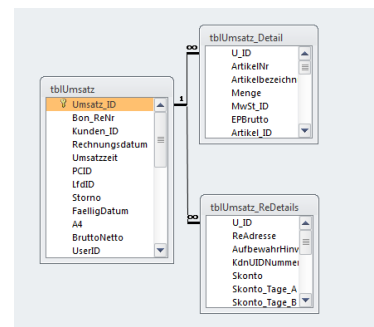 tblUmsatz
Umsatz_ID
Bon_ReNr
Kunden_ID
Rechnungsdatum
Umsatzzeit
PCID
LfdID
Storno
FaelligDatum
A4
BruttoNetto
UserID
1
∞
tblUmsatz_Detail
U_ID
ArtikelNr
Artikelbezeichn
Menge
MwSt_ID
EPBrutto
Artikel_ID
∞
tblUmsatz_ReDetails
U_ID
ReAdresse
AufbewahrHinv
KdnUIDNummer
Skonto
Skonto_Tage_A
Skonto_Tage_B